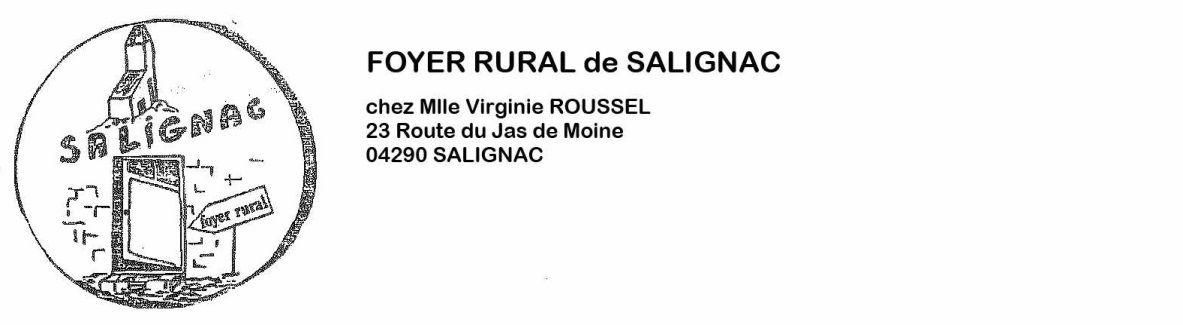 SALIGNAC
foyer rural
FOYER RURAL de SALIGNAC
chez Mlle Virginie ROUSSEL
23 Route du Jas de Moine
04290 SALIGNAC